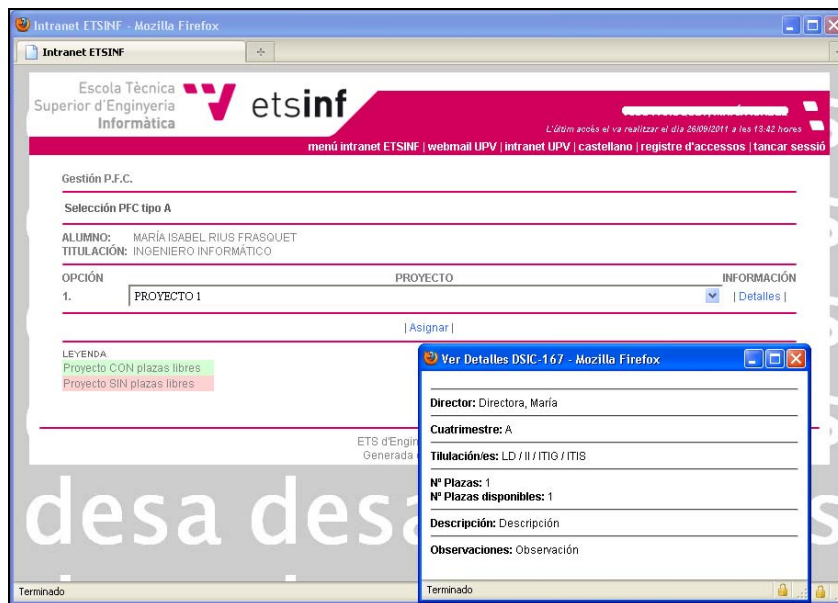 Intranet ETSINF - Mozilla Firefox
Intranet ETSINF
Escola Tècnica
Superior d'Enginyeria
Informàtica
etsinf
L'últim accés el va realitzar el dia 26/09/2011 a les 13:42 hores
menú intranet ETSINF | webmail UPV | intranet UPV | castellano | registre d'accessos | tancar sessió
Gestión P.F.C.
Selección PFC tipo A
ALUMNO: MARÍA ISABEL RIUS FRASQUET
TITULACIÓN: INGENIERO INFORMÁTICO
OPCIÓN PROYECTO INFORMACIÓN
1. PROYECTO 1 | Detalles |
| Asignar |
LEYENDA
Proyecto CON plazas libres
Proyecto SIN plazas libres
ETS d'Engin
Generada
desa desa
Terminado
Ver Detalles DSIC-167 - Mozilla Firefox
Director: Directora, María
Cuatrimestre: A
Tilulación/es: LD / II / ITIG / ITIS
Nº Plazas: 1
Nº Plazas disponibles: 1
Descripción: Descripción
Observaciones: Observación
Terminado